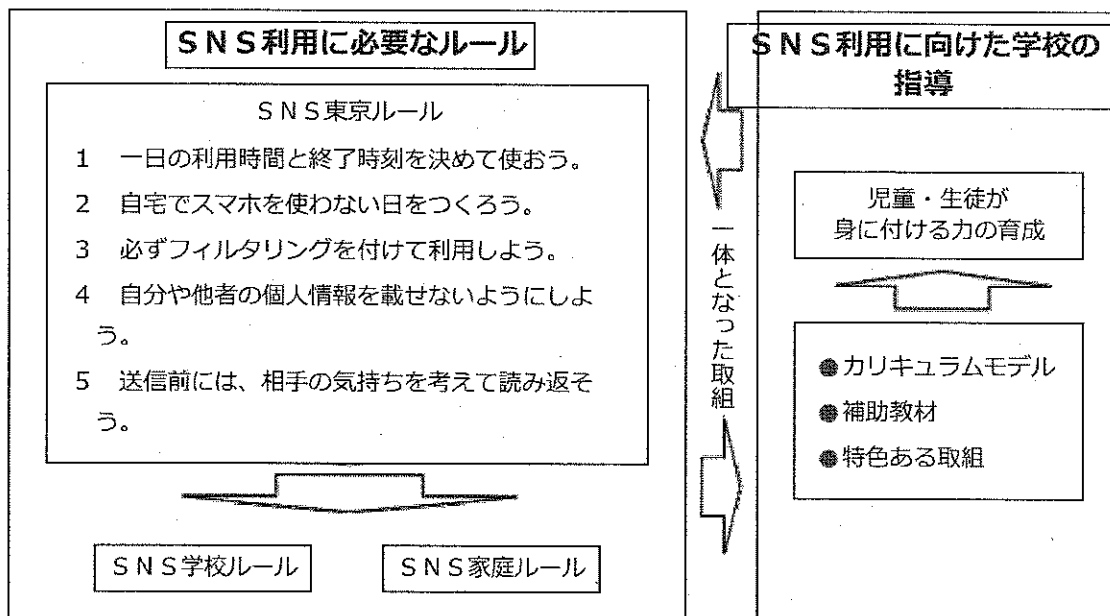 SNS利用に必要なルール
SNS東京ルール
1 一日の利用時間と終了時刻を決めて使おう。
2 自宅でスマホを使わない日をつくろう。
3 必ずフィルタリングを付けて利用しよう。
4 自分や他者の個人情報を載せないようにしよ
う。
5 送信前には、相手の気持ちを考えて読み返そ
う。
SNS学校ルール
SNS家庭ルール
一体となった取組
SNS利用に向けた学校の
指導
児童・生徒が
身に付ける力の育成
●カリキュラムモデル
●補助教材
●特色ある取組